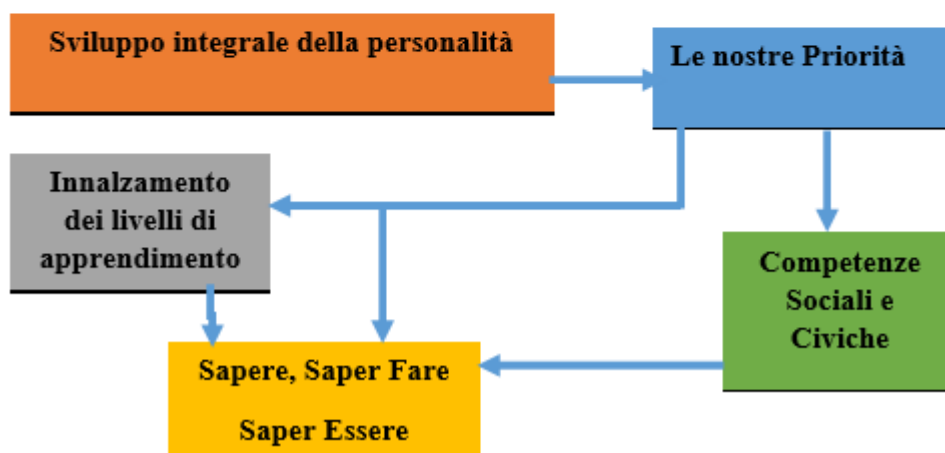 Sviluppo integrale della personalità
Le nostre Priorità
Innalzamento
dei livelli di
apprendimento
Competenze
Sociali e
Civiche
Sapere, Saper Fare
Saper Essere